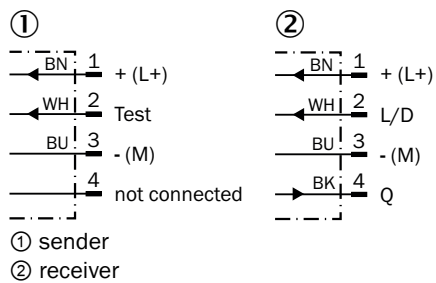 ① ②
BN 1 + (L+) BN 1 + (L+)
WH 2 Test WH 2 L/D
BU 3 - (M) BU 3 - (M)
4 not connected BK 4 Q
① sender
② receiver